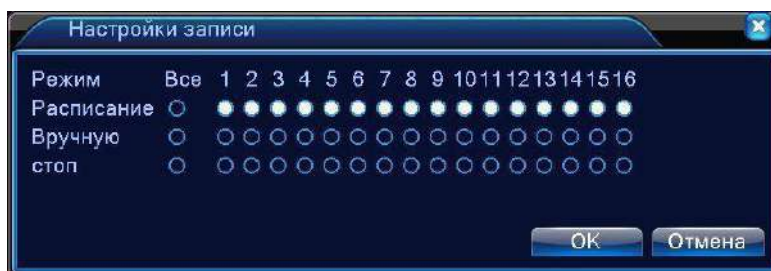 Настройки записи
Режим Все 1 2 3 4 5 6 7 8 9 10 11 12 13 14 15 16
Расписание
Вручную
стоп
OK Отмена